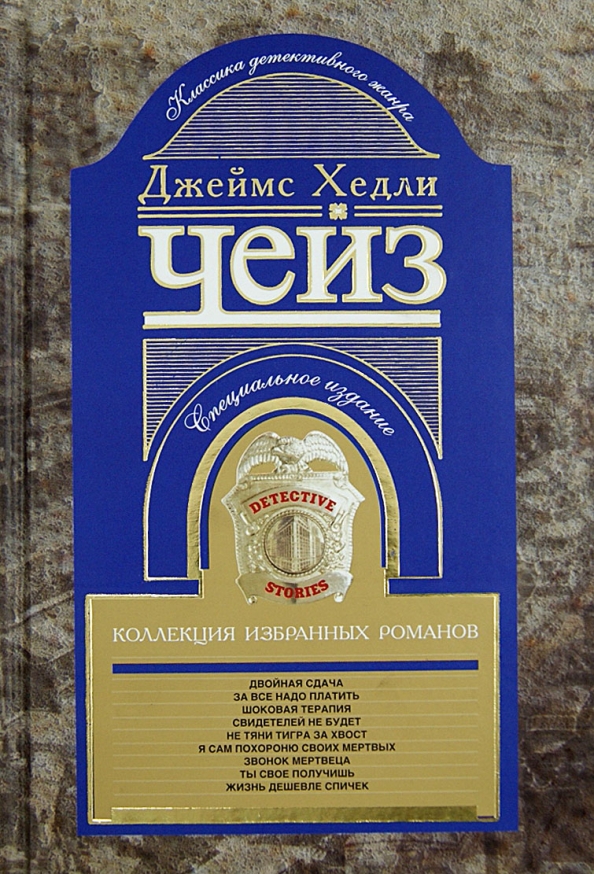 Классика детективного жанра
Джеймс Хедли
Чейз
Специальное издание
DETECTIVE
STORIES
КОЛЛЕКЦИЯ ИЗБРАННЫХ РОМАНОВ
ДВОЙНАЯ СДАЧА
ЗА ВСЕ НАДО ПЛАТИТЬ
ШОКОВАЯ ТЕРАПИЯ
СВИДЕТЕЛЕЙ НЕ БУДЕТ
НЕ ТЯНИ ТИГРА ЗА ХВОСТ
Я САМ ПОХОРОНЮ СВОИХ МЕРТВЫХ
ЗВОНОК МЕРТВЕЦА
ТЫ СВОЕ ПОЛУЧИШЬ
ЖИЗНЬ ДЕШЕВЛЕ СПИЧЕК